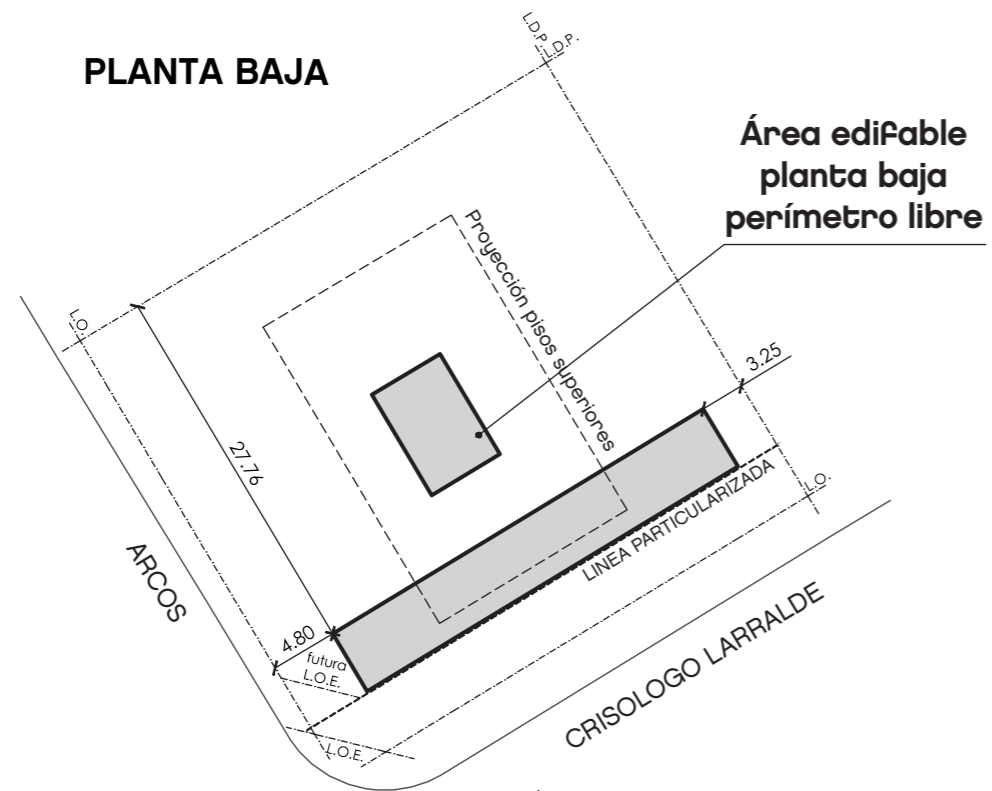 PLANTA BAJA
L.D.P.
L.D.P.
Área edifable
planta baja
perímetro libre
Proyección pisos superiores
L.O.
3.25
27.76
LINEA PARTICULARIZADA
L.O.
ARCOS
4.80
futura
L.O.E.
L.O.E.
CRISOLOGO LARRALDE